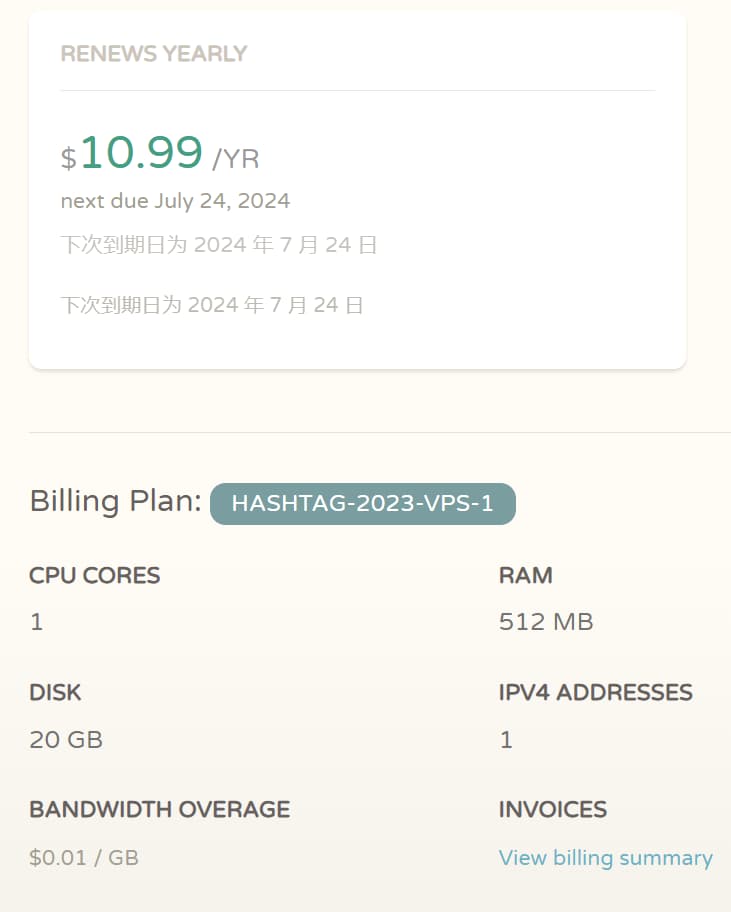 RENEWS YEARLY
$10.99 /YR
next due July 24, 2024
下次到期日为 2024 年 7 月 24 日
下次到期日为 2024 年 7 月 24 日
Billing Plan: HASHTAG-2023-VPS-1
CPU CORES
1
RAM
512 MB
DISK
20 GB
IPV4 ADDRESSES
1
BANDWIDTH OVERAGE
$0.01 / GB
INVOICES
View billing summary